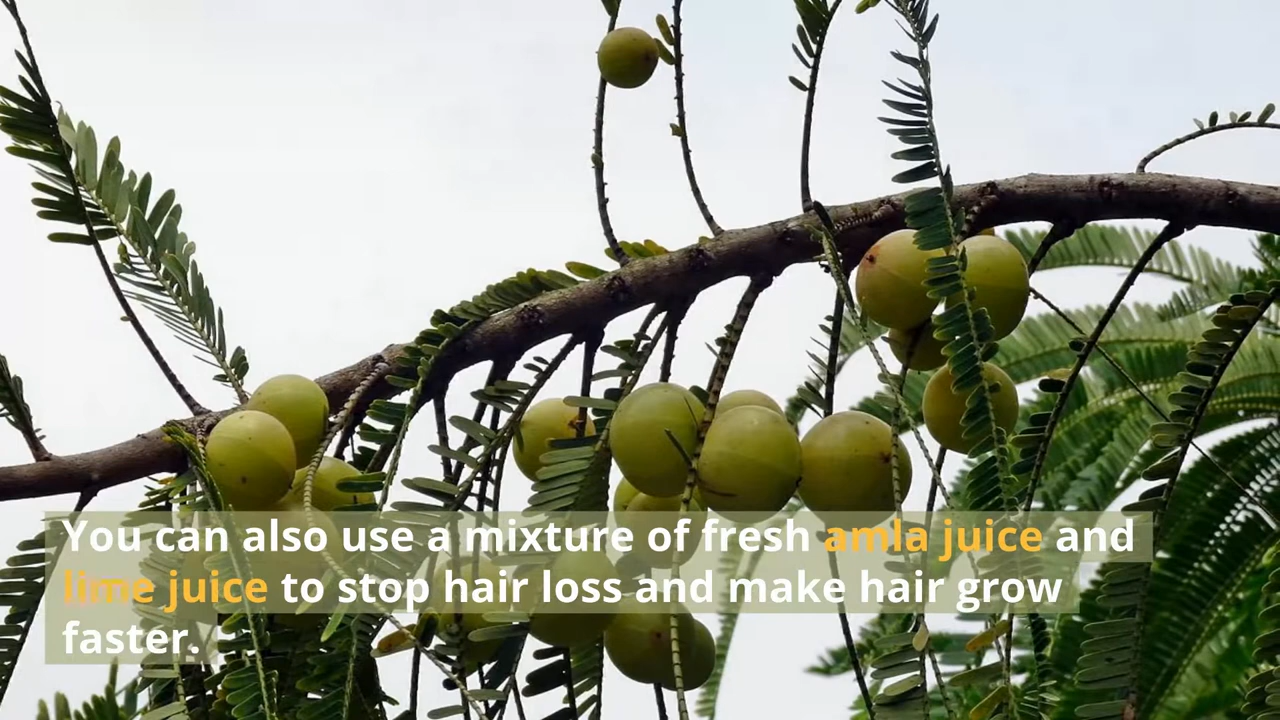 You can also use a mixture of fresh amla juice and
lime juice to stop hair loss and make hair grow
faster.